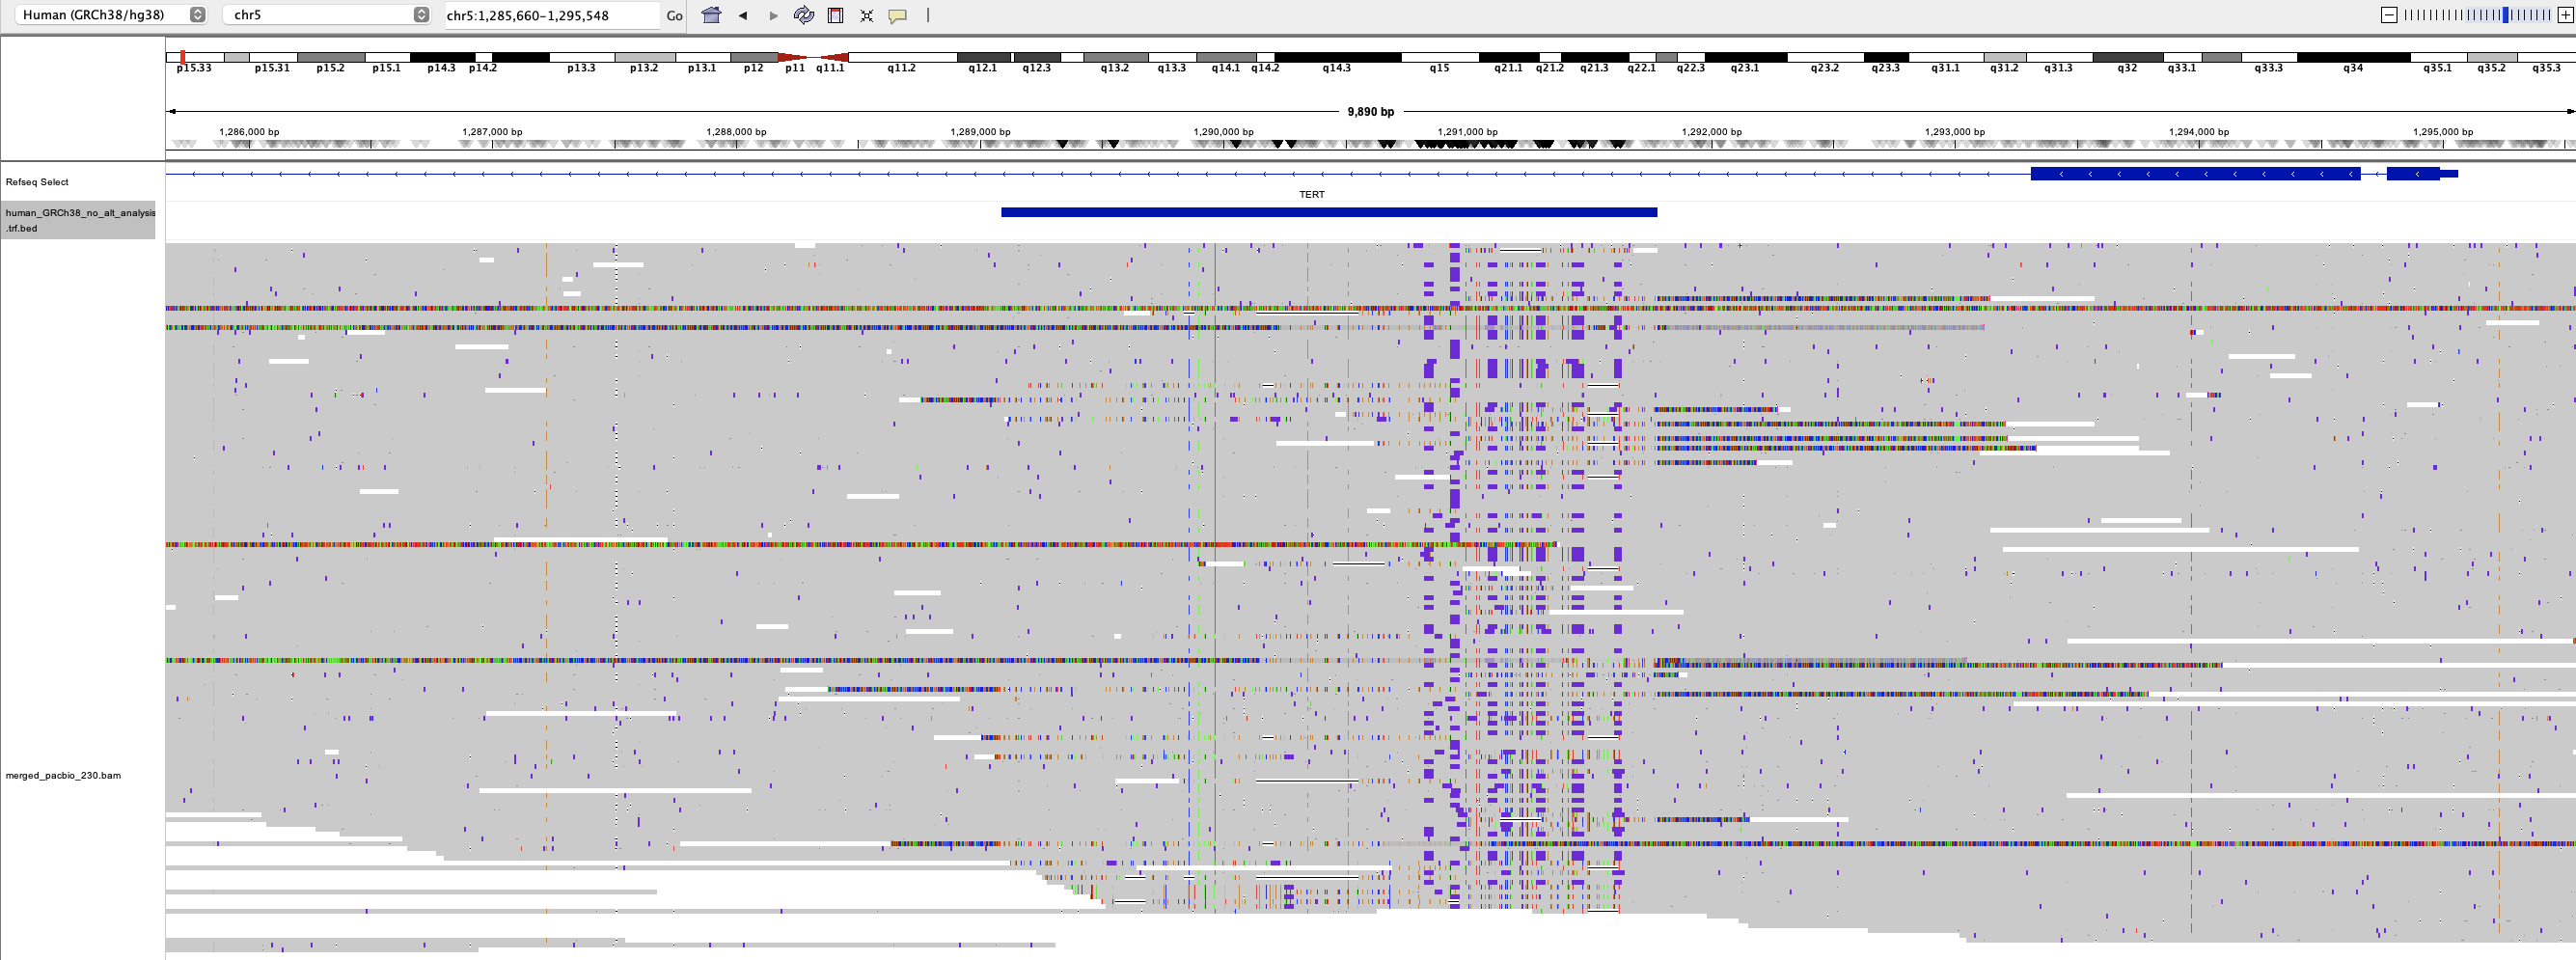 Human (GRCh38/hg38) chr5 chr5:1,285,660-1,295,548 Go
p15.33 p15.31 p15.2 p15.1 p14.3 p14.2 p13.3 p13.2 p13.1 p12 p11 q11.1 q11.2 q12.1 q12.3 q13.2 q13.3 q14.1 q14.2 q14.3 q15 q21.1 q21.2 q21.3 q22.1 q22.3 q23.1 q23.2 q23.3 q31.1 q31.2 q31.3 q32 q33.1 q33.3 q34 q35.1 q35.2 q35.3
9,890 bp
1,286,000 bp 1,287,000 bp 1,288,000 bp 1,289,000 bp 1,290,000 bp 1,291,000 bp 1,292,000 bp 1,293,000 bp 1,294,000 bp 1,295,000 bp
Refseq Select
TERT
human_GRCh38_no_alt_analysis
.trf.bed
merged_pacbio_230.bam